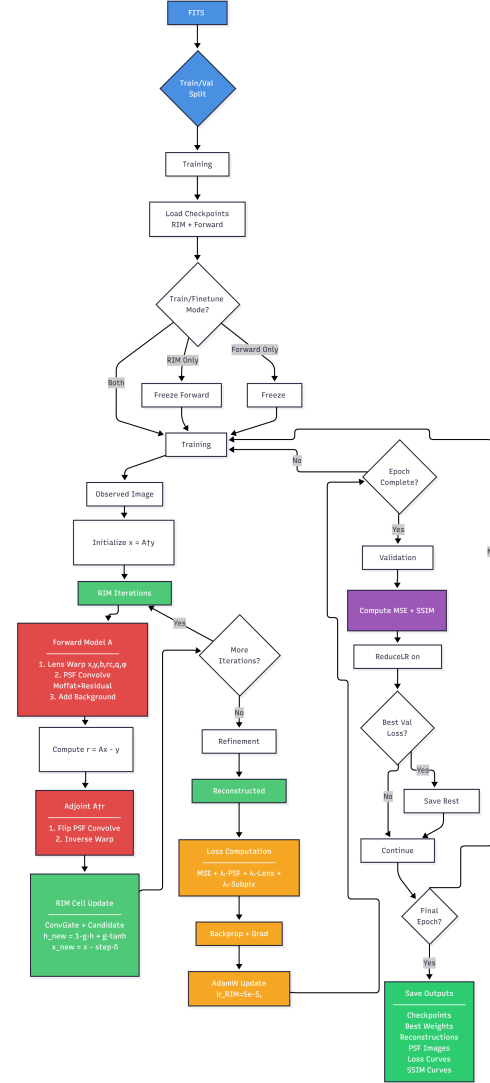 FITS
Train/Val
Split
Training
Load Checkpoints
RIM + Forward
Train/Finetune
Mode?
Both
RIM Only
Forward Only
Freeze Forward
Freeze
Training
Observed Image
Initialize x = A†y
RIM Iterations
Forward Model A
1. Lens Warp x,y,b,rc,q,φ
2. PSF Convolve
Moffat+Residual
3. Add Background
Compute r = Ax - y
Adjoint A†r
1. Flip PSF Convolve
2. Inverse Warp
RIM Cell Update
ConvGate + Candidate
h_new = 1-g·h + g·tanh
x_new = x - step·δ
More
Iterations?
Yes
No
Refinement
Reconstructed
Loss Computation
MSE + λ₁·PSF + λ₂·Lens +
Subpix
Backprop + Grad
AdamW Update
lr_RIM=5e-5,
Epoch
Complete?
No
Yes
Validation
Compute MSE + SSIM
ReduceLR on
Best Val
Loss?
No
Yes
Save Best
Continue
Final
Epoch?
Yes
Save Outputs
Checkpoints
Best Weights
Reconstructions
PSF Images
Loss Curves
SSIM Curves